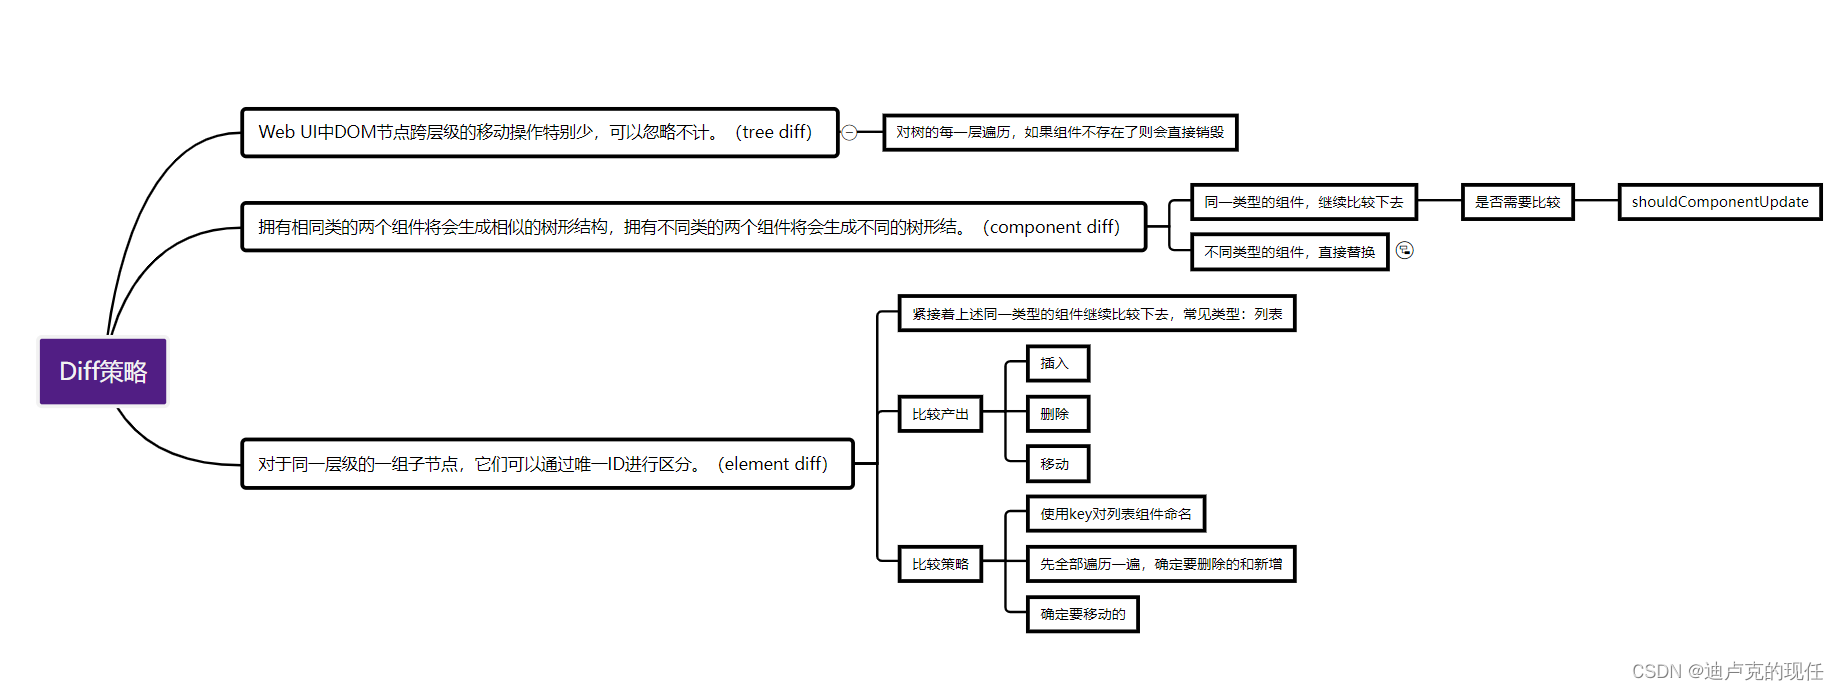 Web UI中DOM节点跨层级的移动操作特别少，可以忽略不计。（tree diff）
对树的每一层遍历，如果组件不存在了则会直接销毁
拥有相同类的两个组件将会生成相似的树形结构，拥有不同类的两个组件将会生成不同的树形结。（component diff）
同一类型的组件，继续比较下去
是否需要比较
shouldComponentUpdate
不同类型的组件，直接替换
Diff策略
对于同一层级的一组子节点，它们可以通过唯一ID进行区分。（element diff）
紧接着上述同一类型的组件继续比较下去，常见类型：列表
比较产出
插入
删除
移动
比较策略
使用key对列表组件命名
先全部遍历一遍，确定要删除的和新增
确定要移动的
CSDN @迪卢克的现任